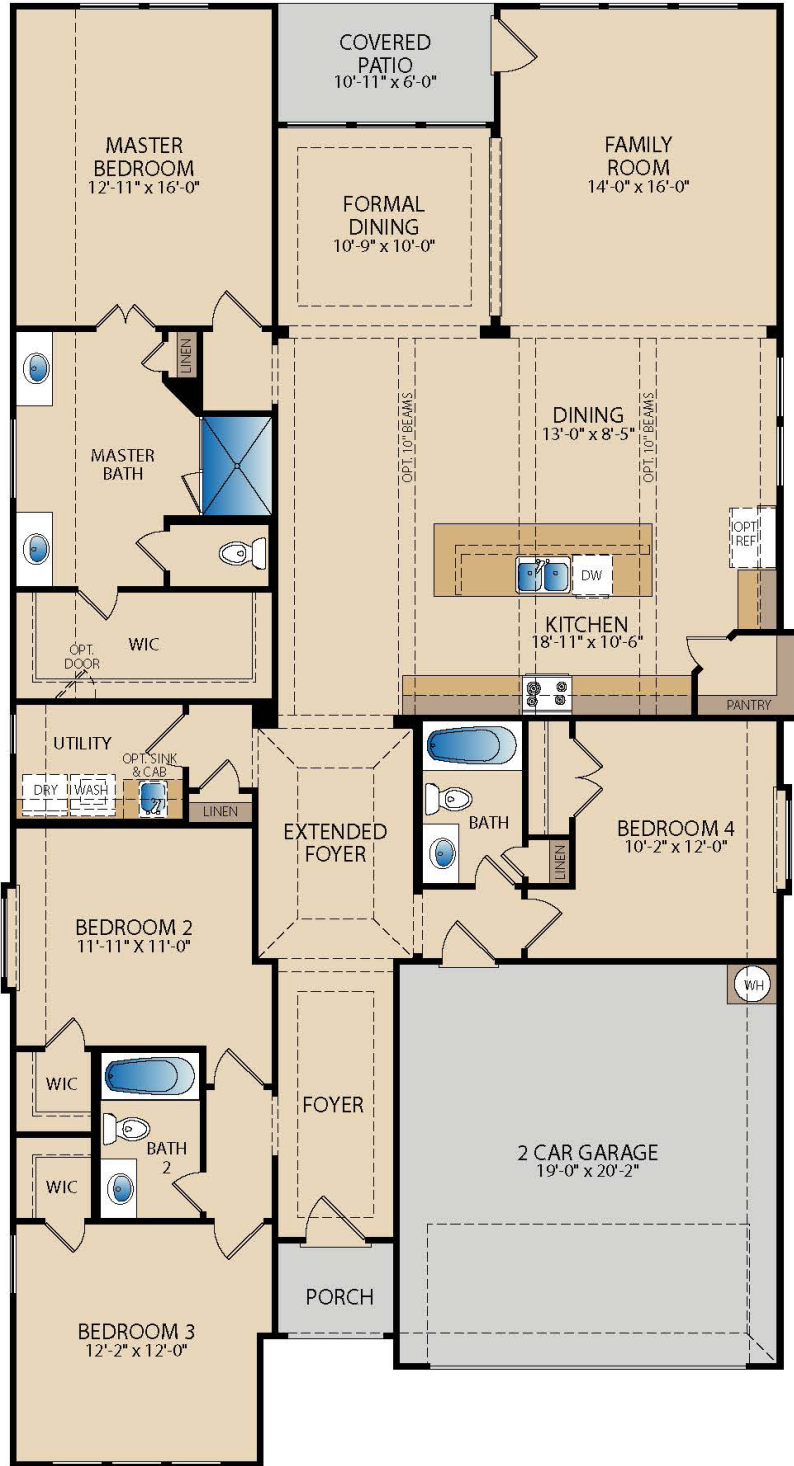 COVERED
PATIO
10'-11" x 6'-0"
MASTER
BEDROOM
12'-11" x 16'-0"
FAMILY
ROOM
14'-0" x 16'-0"
FORMAL
DINING
10'-9" x 10'-0"
LINEN
OPT. 10" BEAMS
DINING
13'-0" x 8'-5"
OPT. 10" BEAMS
MASTER
BATH
OPT.
REF
DW
KITCHEN
18'-11" x 10'-6"
WIC
OPT.
DOOR
PANTRY
UTILITY
OPT. SINK
& CAB
DRY
WASH
LINEN
EXTENDED
FOYER
BATH
LINEN
BEDROOM 4
10'-2" x 12'-0"
BEDROOM 2
11'-11" X 11'-0"
WH
WIC
FOYER
BATH
2
WIC
2 CAR GARAGE
19'-0" x 20'-2"
PORCH
BEDROOM 3
12'-2" x 12'-0"